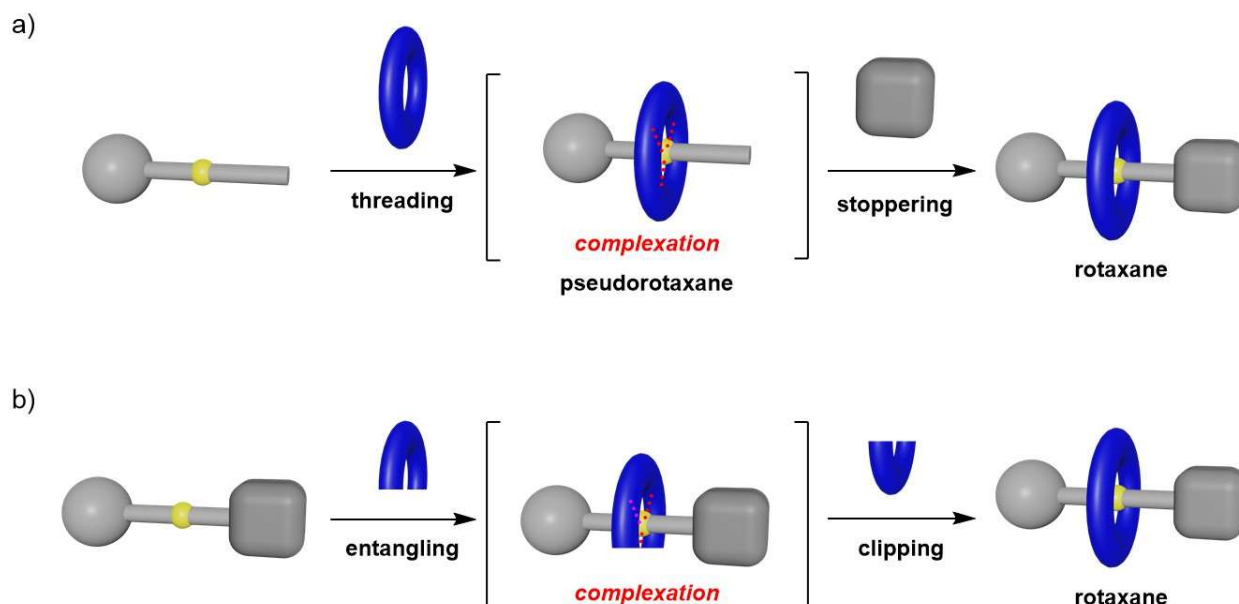 a)
threading
complexation
pseudorotaxane
stoppering
rotaxane
b)
entangling
complexation
clipping
rotaxane